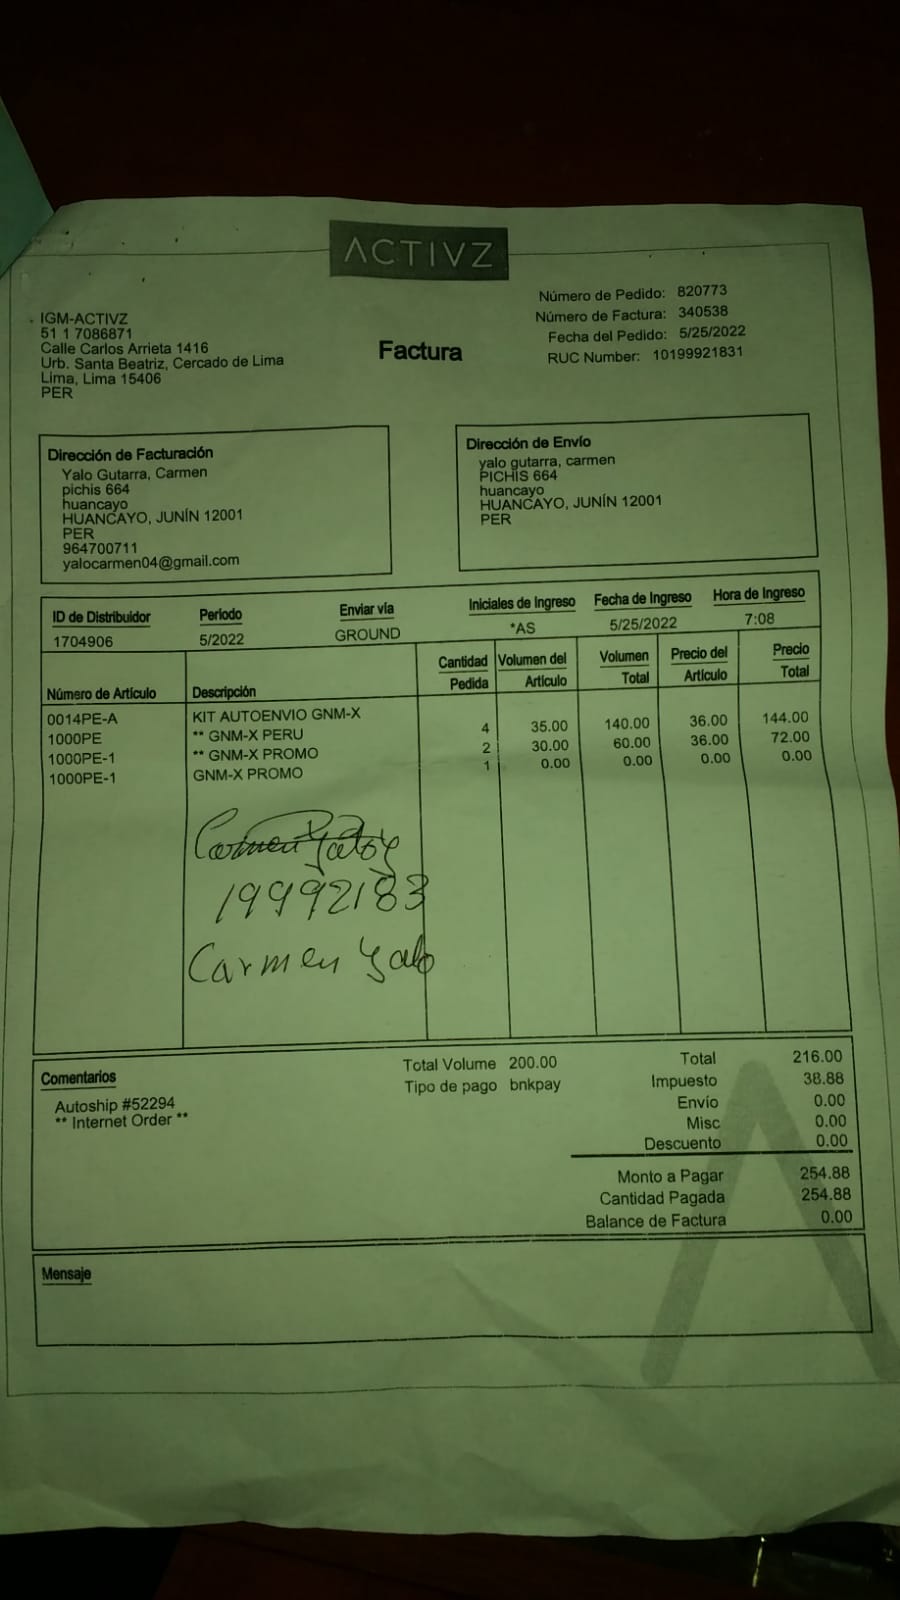 ACTIVZ
IGM-ACTIVZ
51 1 7086871
Calle Carlos Arrieta 1416
Urb. Santa Beatriz, Cercado de Lima
Lima, Lima 15406
PER
Factura
Número de Pedido: 820773
Número de Factura: 340538
Fecha del Pedido: 5/25/2022
RUC Number: 10199921831
Dirección de Facturación
Yalo Gutarra, Carmen
pichis 664
huancayo
HUANCAYO, JUNÍN 12001
PER
964700711
yalocarmen04@gmail.com
Dirección de Envío
yalo gutarra, carmen
PICHIS 664
huancayo
HUANCAYO, JUNÍN 12001
PER
ID de Distribuidor Período Enviar vía Iniciales de Ingreso Fecha de Ingreso Hora de Ingreso
1704906 5/2022 GROUND *AS 5/25/2022 7:08
Número de Artículo Descripción Cantidad Pedida Volumen del Artículo Volumen Total Precio del Artículo Precio Total
0014PE-A KIT AUTOENVIO GNM-X
1000PE ** GNM-X PERU 4 35.00 140.00 36.00 144.00
1000PE-1 ** GNM-X PROMO 2 30.00 60.00 36.00 72.00
1000PE-1 GNM-X PROMO 1 0.00 0.00 0.00 0.00
19992183
Carmen Yalo
Comentarios
Autoship #52294
** Internet Order **
Total Volume 200.00
Tipo de pago bnkpay
Total 216.00
Impuesto 38.88
Envío 0.00
Misc 0.00
Descuento 0.00
Monto a Pagar 254.88
Cantidad Pagada 254.88
Balance de Factura 0.00
Mensaje